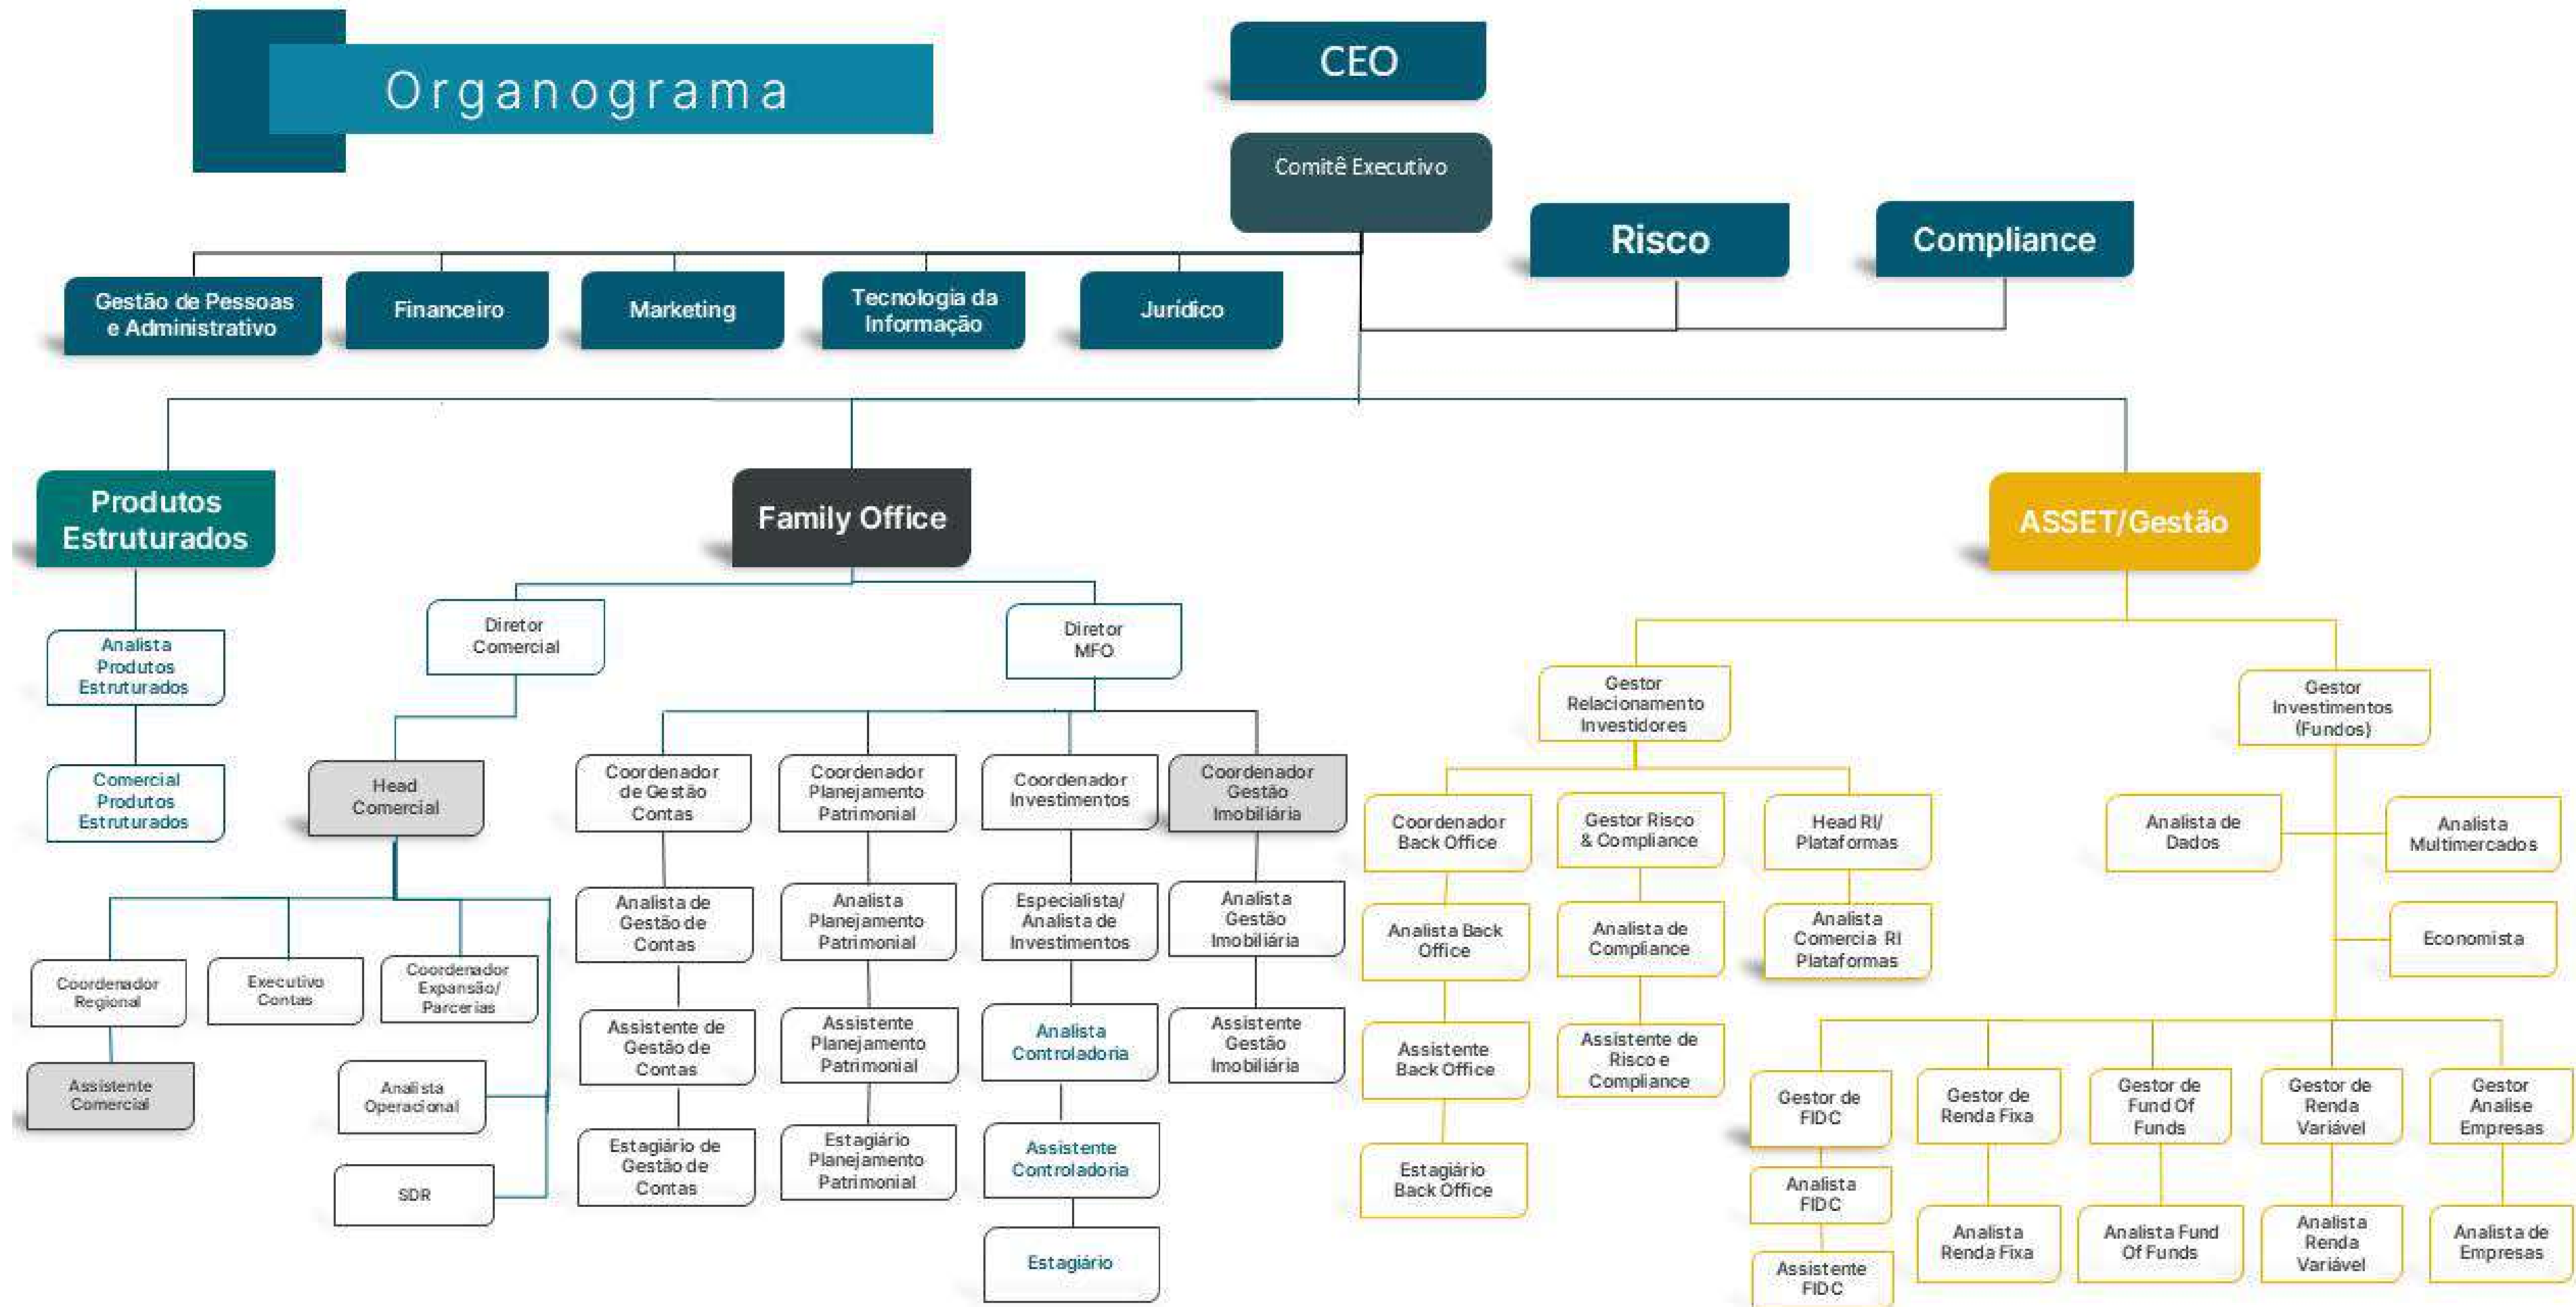 Organograma
CEO
Comitê Executivo
Risco
Compliance
Gestão de Pessoas
e Administrativo
Financeiro
Marketing
Tecnologia da
Informação
Jurídico
Produtos
Estruturados
Family Office
ASSET/Gestão
Analista
Produtos
Estruturados
Comercial
Produtos
Estruturados
Diretor
Comercial
Diretor
MFO
Head
Comercial
Coordenador
Regional
Executivo
Contas
Coordenador
Expansão/
Parcerias
Assistente
Comercial
Analista
Operacional
SDR
Coordenador
de Gestão
Contas
Analista de
Gestão de
Contas
Assistente de
Gestão de
Contas
Estagiário de
Gestão de
Contas
Coordenador
Planejamento
Patrimonial
Analista
Planejamento
Patrimonial
Assistente
Planejamento
Patrimonial
Estagiário
Planejamento
Patrimonial
Coordenador
Investimentos
Especialista/
Analista de
Investimentos
Analista
Controladoria
Assistente
Controladoria
Estagiário
Coordenador
Gestão
Imobiliária
Analista
Gestão
Imobiliária
Assistente
Gestão
Imobiliária
Gestor
Relacionamento
Investidores
Coordenador
Back Office
Analista Back
Office
Assistente
Back Office
Estagiário
Back Office
Gestor Risco
& Compliance
Analista de
Compliance
Assistente de
Risco e
Compliance
Head RI/
Plataformas
Analista
Comercia RI
Plataformas
Gestor
Investimentos
(Fundos)
Analista de
Dados
Analista
Multimercados
Economista
Gestor de
FIDC
Analista
FIDC
Assistente
FIDC
Gestor de
Renda Fixa
Analista
Renda Fixa
Gestor de
Fund Of
Funds
Analista Fund
Of Funds
Gestor de
Renda
Variável
Analista
Renda
Variável
Gestor
Analise
Empresas
Analista de
Empresas